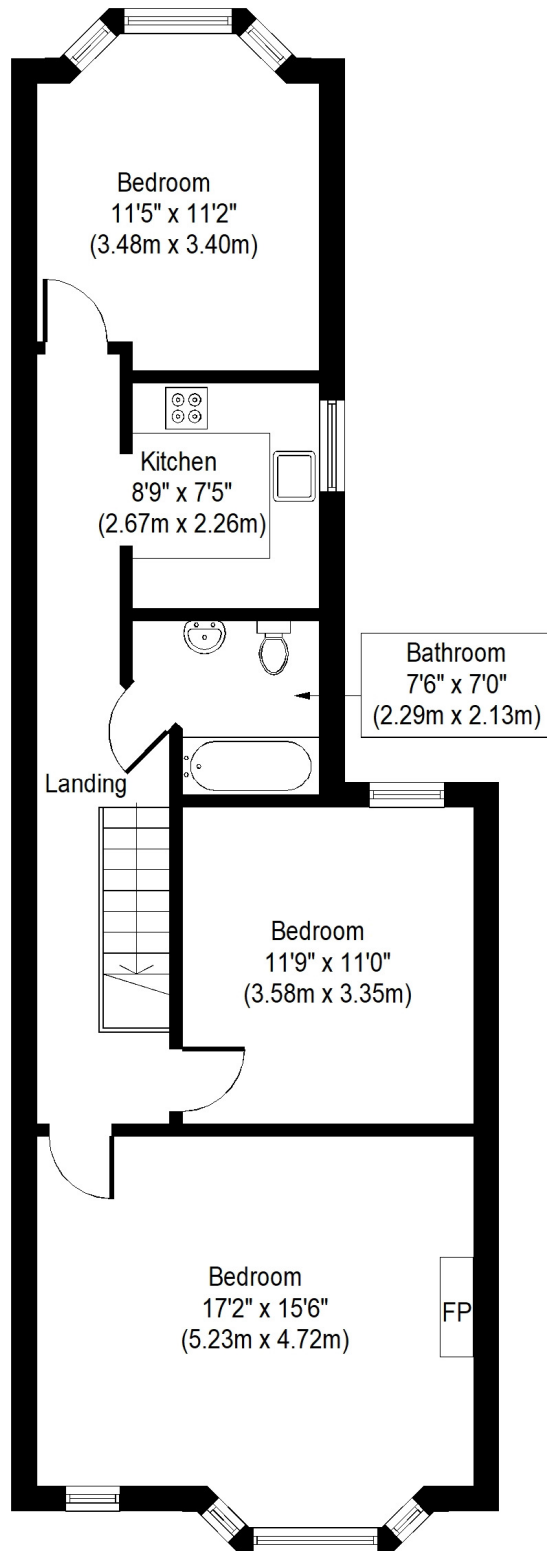 Bedroom
11'5" x 11'2"
(3.48m x 3.40m)
Kitchen
8'9" x 7'5"
(2.67m x 2.26m)
Bathroom
7'6" x 7'0"
(2.29m x 2.13m)
Landing
Bedroom
11'9" x 11'0"
(3.58m x 3.35m)
Bedroom
17'2" x 15'6"
(5.23m x 4.72m)
FP